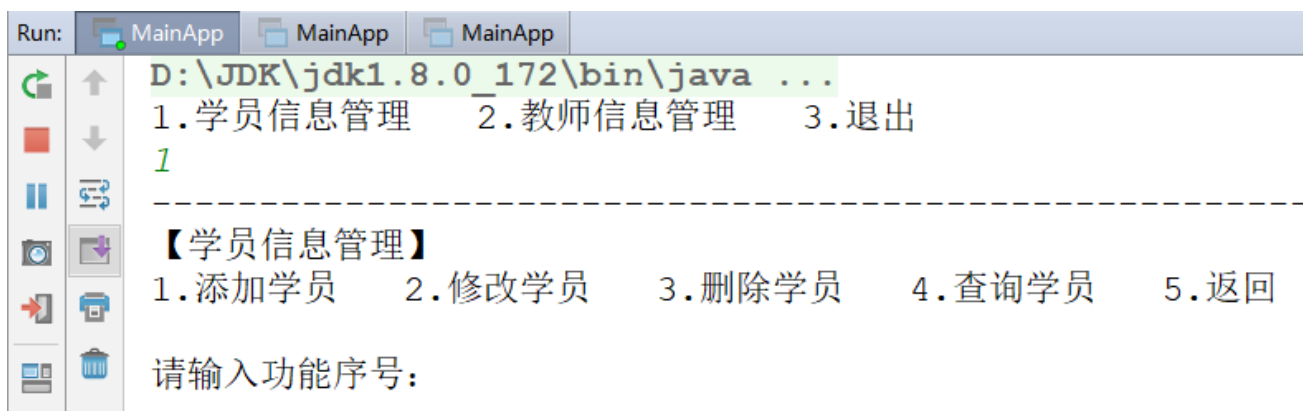 Run: MainApp MainApp MainApp
D:\JDK\jdk1.8.0_172\bin\java ...
1.学员信息管理 2.教师信息管理 3.退出
1
------------------------------------------------------
【学员信息管理】
1.添加学员 2.修改学员 3.删除学员 4.查询学员 5.返回
请输入功能序号：